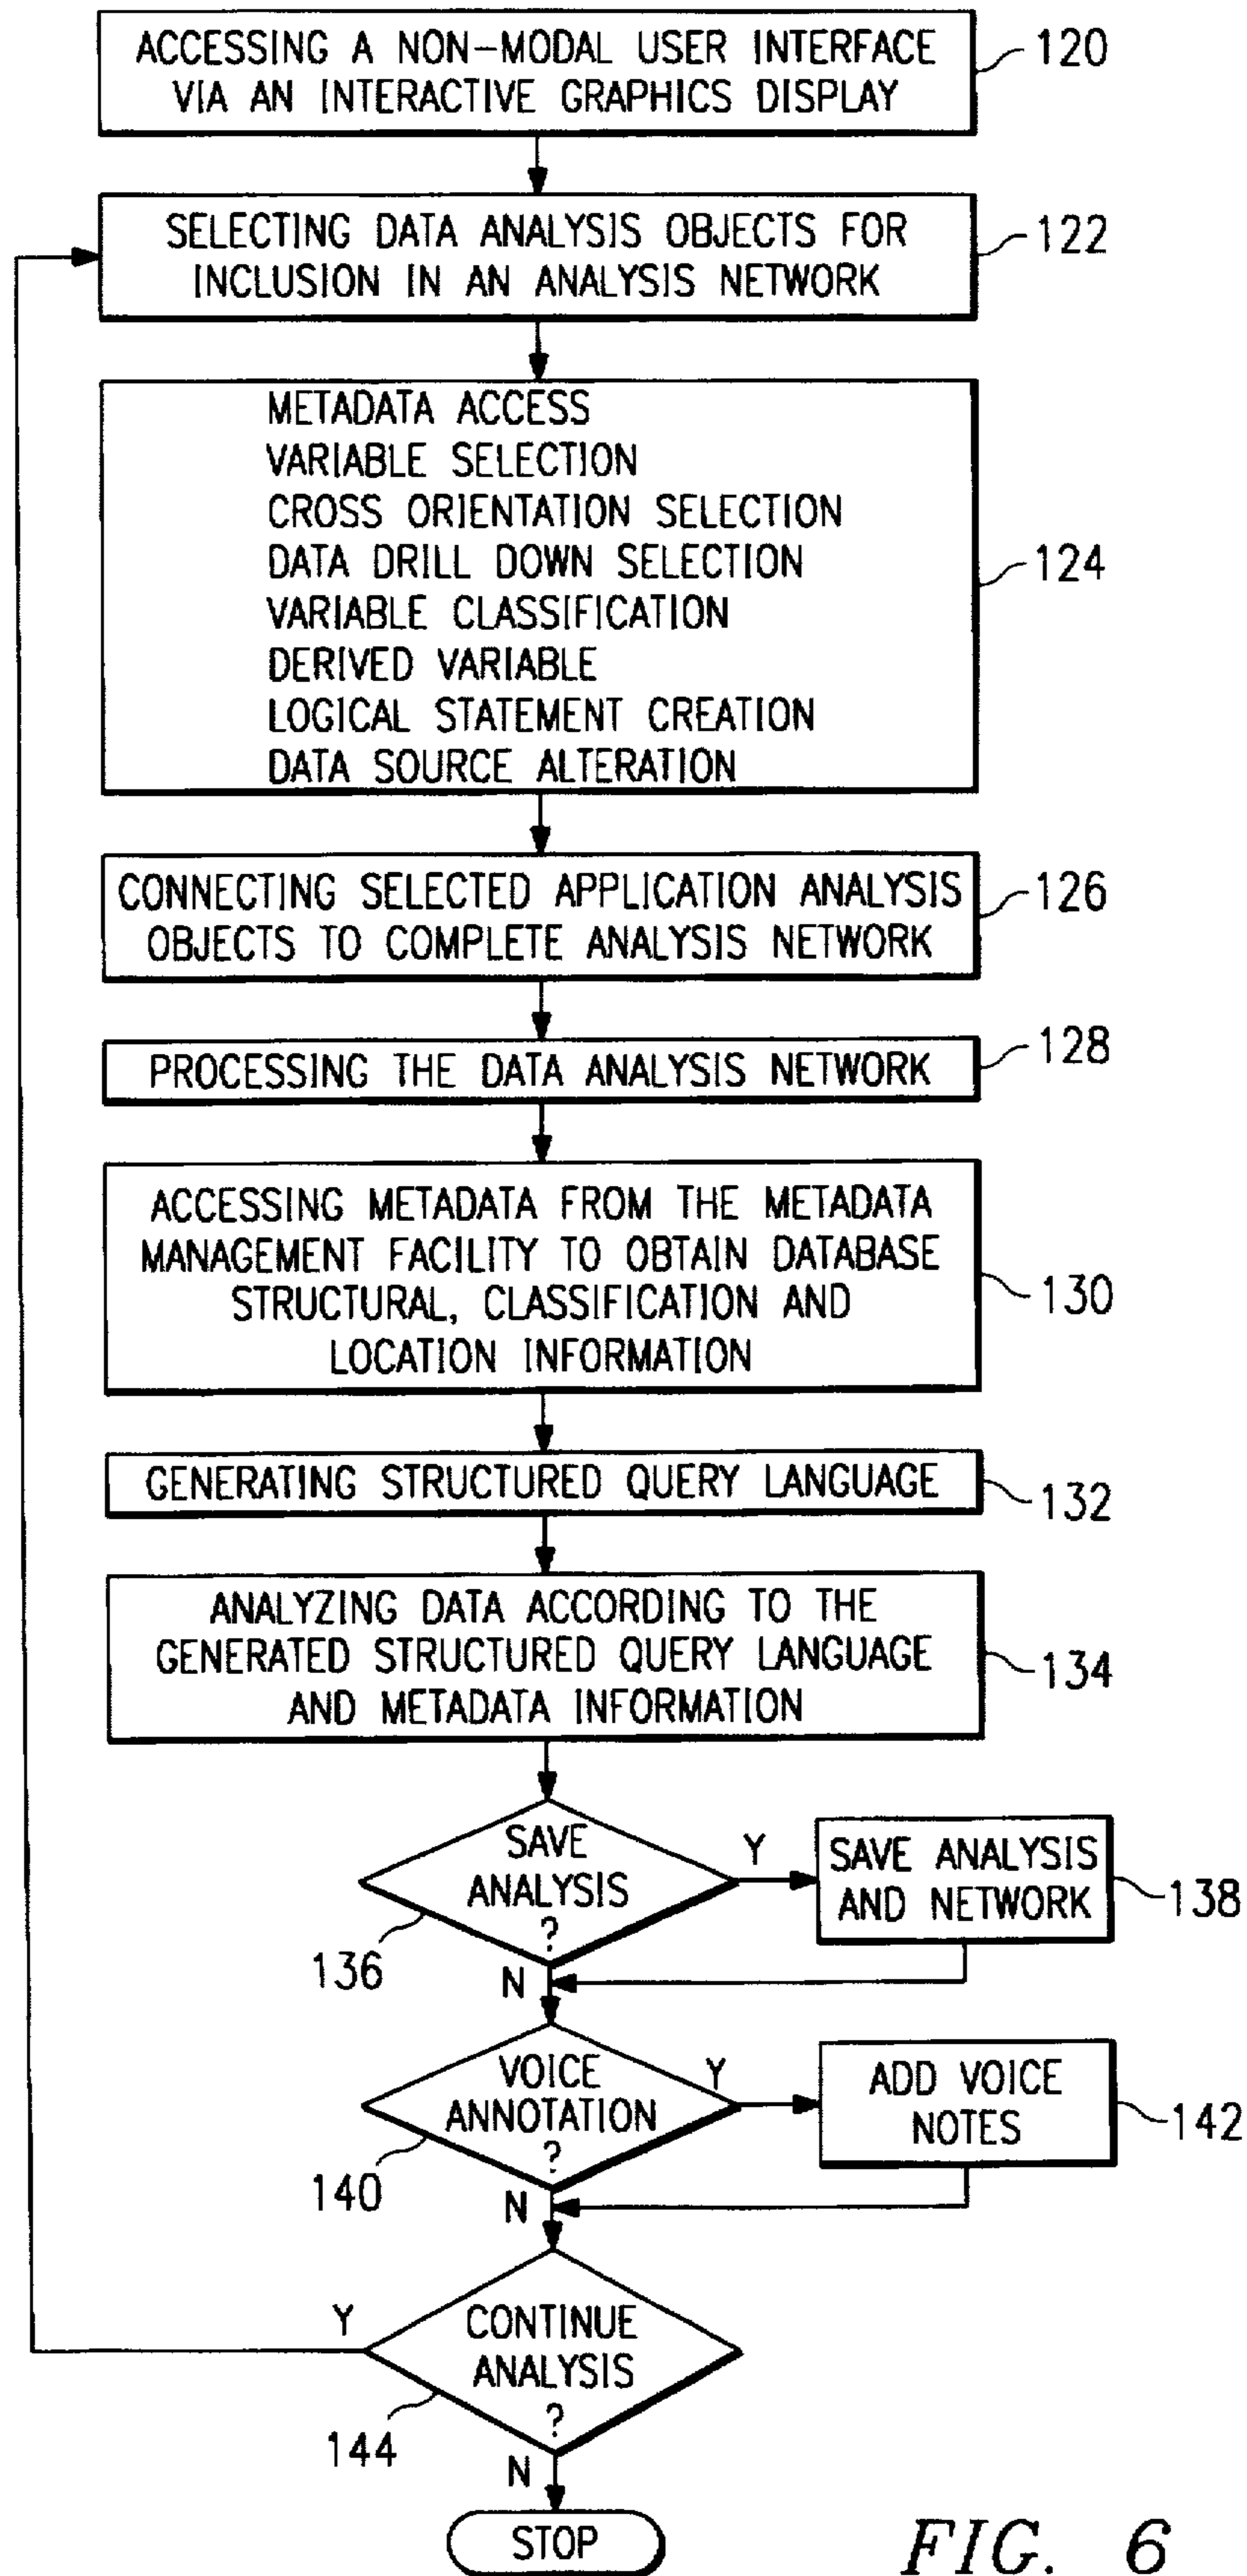 ACCESSING A NON-MODAL USER INTERFACE
VIA AN INTERACTIVE GRAPHICS DISPLAY
120
SELECTING DATA ANALYSIS OBJECTS FOR
INCLUSION IN AN ANALYSIS NETWORK
122
METADATA ACCESS
VARIABLE SELECTION
CROSS ORIENTATION SELECTION
DATA DRILL DOWN SELECTION
VARIABLE CLASSIFICATION
DERIVED VARIABLE
LOGICAL STATEMENT CREATION
DATA SOURCE ALTERATION
124
CONNECTING SELECTED APPLICATION ANALYSIS
OBJECTS TO COMPLETE ANALYSIS NETWORK
126
PROCESSING THE DATA ANALYSIS NETWORK
128
ACCESSING METADATA FROM THE METADATA
MANAGEMENT FACILITY TO OBTAIN DATABASE
STRUCTURAL, CLASSIFICATION AND
LOCATION INFORMATION
130
GENERATING STRUCTURED QUERY LANGUAGE
132
ANALYZING DATA ACCORDING TO THE
GENERATED STRUCTURED QUERY LANGUAGE
AND METADATA INFORMATION
134
SAVE
ANALYSIS
?
136
Y
N
SAVE ANALYSIS
AND NETWORK
138
VOICE
ANNOTATION
?
140
Y
N
ADD VOICE
NOTES
142
CONTINUE
ANALYSIS
?
144
Y
N
STOP
FIG. 6